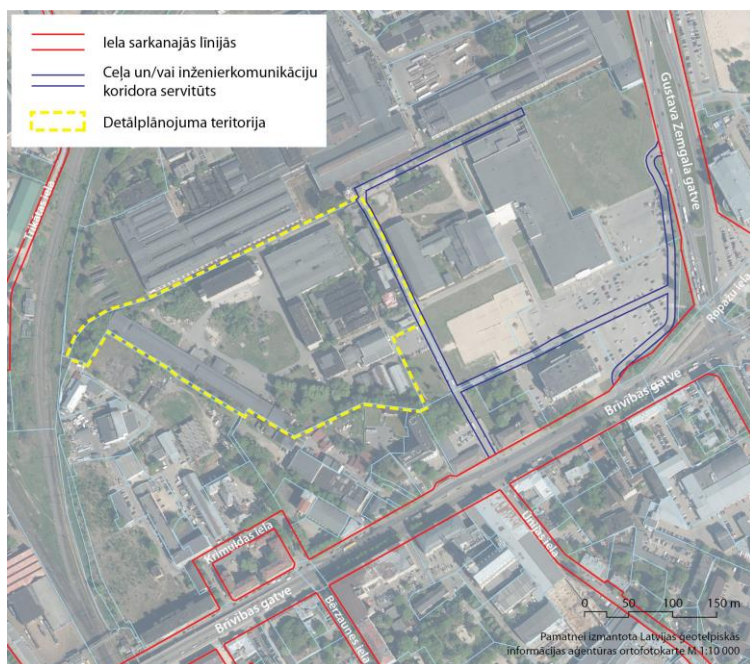 Iela sarkanajās līnijās
Ceļa un/vai inženierkomunikāciju
koridora servitūts
Detālplānojuma teritorija
Gustava Zemgala gatve
Ropažu iela
Brīvības gatve
Unijas iela
Krimuldas iela
Brīvības gatve
Bērzaunes iela
0 50 100 150 m
Pamatnei izmantota Latvijas ģeotelpiskās
informācijas aģentūras ortofotokarte M 1:10 000